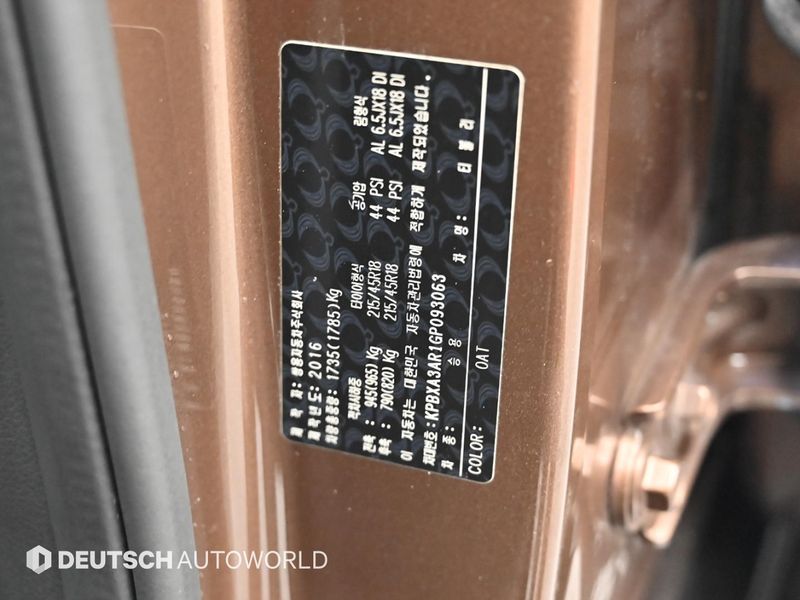 제 작 자: 쌍용자동차주식회사
제작년도: 2016
차량총중량: 1735(1785)Kg
적차시하중 타이어형식 공기압 림형식
전축 : 945(965)Kg 215/45R18 44 PSI AL 6.5JX18 DI
후축 : 790(820)Kg 215/45R18 44 PSI AL 6.5JX18 DI
이 자동차는 대한민국 자동차관리법령에 적합하게 제작되었습니다.
차대번호: KPBXA3AR1GP093063
차 종: 승 용 차 명: 티 볼 리
COLOR: OAT
DEUTSCH AUTOWORLD